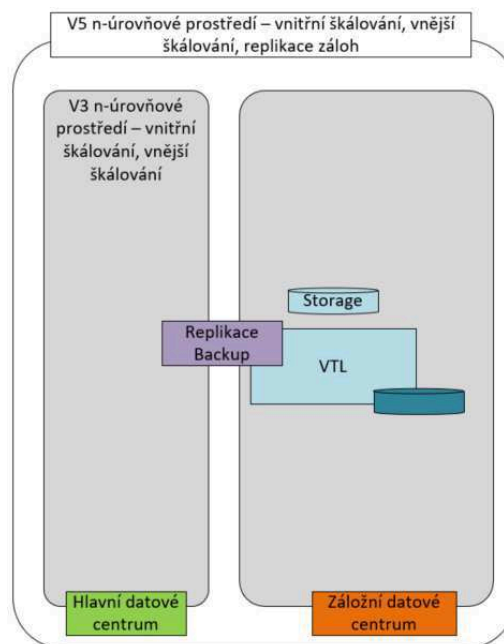 V5 n-úrovňové prostředí – vnitřní škálování, vnější
škálování, replikace záloh
V3 n-úrovňové
prostředí – vnitřní
škálování, vnější
škálování
Storage
Replikace
Backup
VTL
Hlavní datové
centrum
Záložní datové
centrum